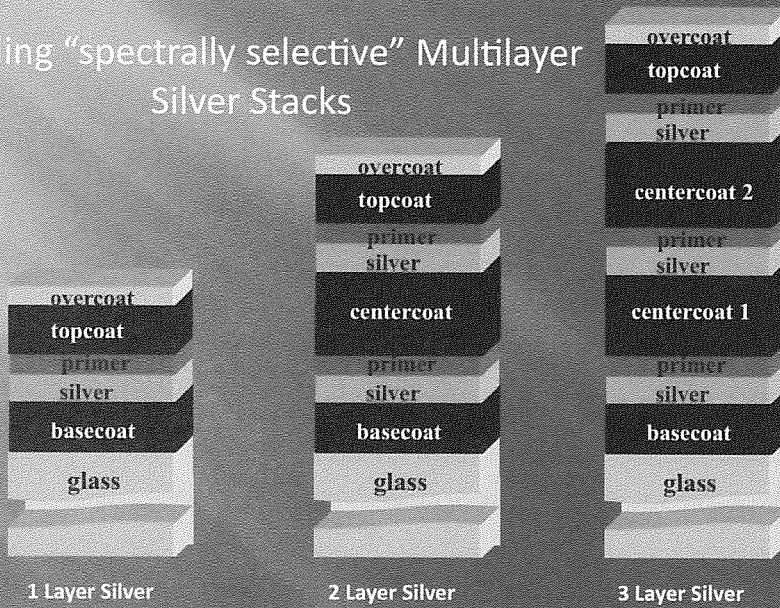 ing “spectrally selective” Multilayer
Silver Stacks
overcoat
topcoat
primer
silver
basecoat
glass
1 Layer Silver
overcoat
topcoat
primer
silver
centercoat
primer
silver
basecoat
glass
2 Layer Silver
overcoat
topcoat
primer
silver
centercoat 2
primer
silver
centercoat 1
primer
silver
basecoat
glass
3 Layer Silver